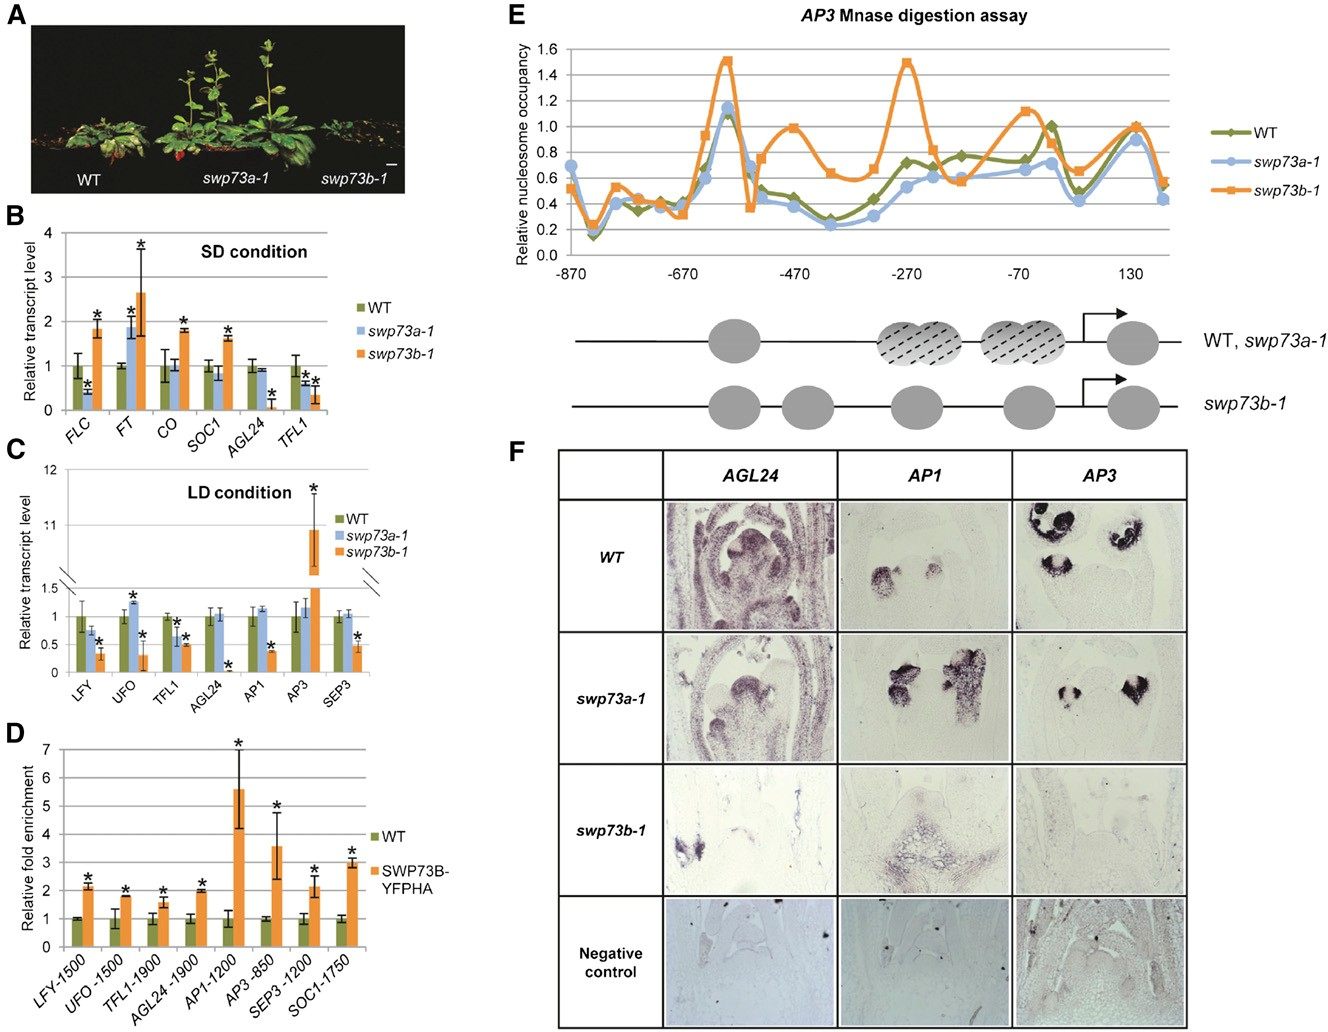 A
WT
swp73a-1
swp73b-1
B
SD condition
Relative transcript level
4
3
2
1
0
* * * * * * * * *
FLC
FT
CO
SOC1
AGL24
TFL1
WT
swp73a-1
swp73b-1
C
LD condition
Relative transcript level
12
11
1.5
1
0.5
0
* * * * * * * * *
LFY
UFO
TFL1
AGL24
AP1
AP3
SEP3
WT
swp73a-1
swp73b-1
D
Relative fold enrichment
7
6
5
4
3
2
1
0
* * * * * * * *
LFY-1500
UFO -1500
TFL1-1900
AGL24 -1900
AP1-1200
AP3 -850
SEP3 -1200
SOC1-1750
WT
SWP73B-
YFPHA
E
AP3 Mnase digestion assay
Relative nucleosome occupancy
1.6
1.4
1.2
1.0
0.8
0.6
0.4
0.2
0.0
-870 -670 -470 -270 -70 130
WT
swp73a-1
swp73b-1
WT, swp73a-1
swp73b-1
F
AGL24 AP1 AP3
WT
swp73a-1
swp73b-1
Negative
control